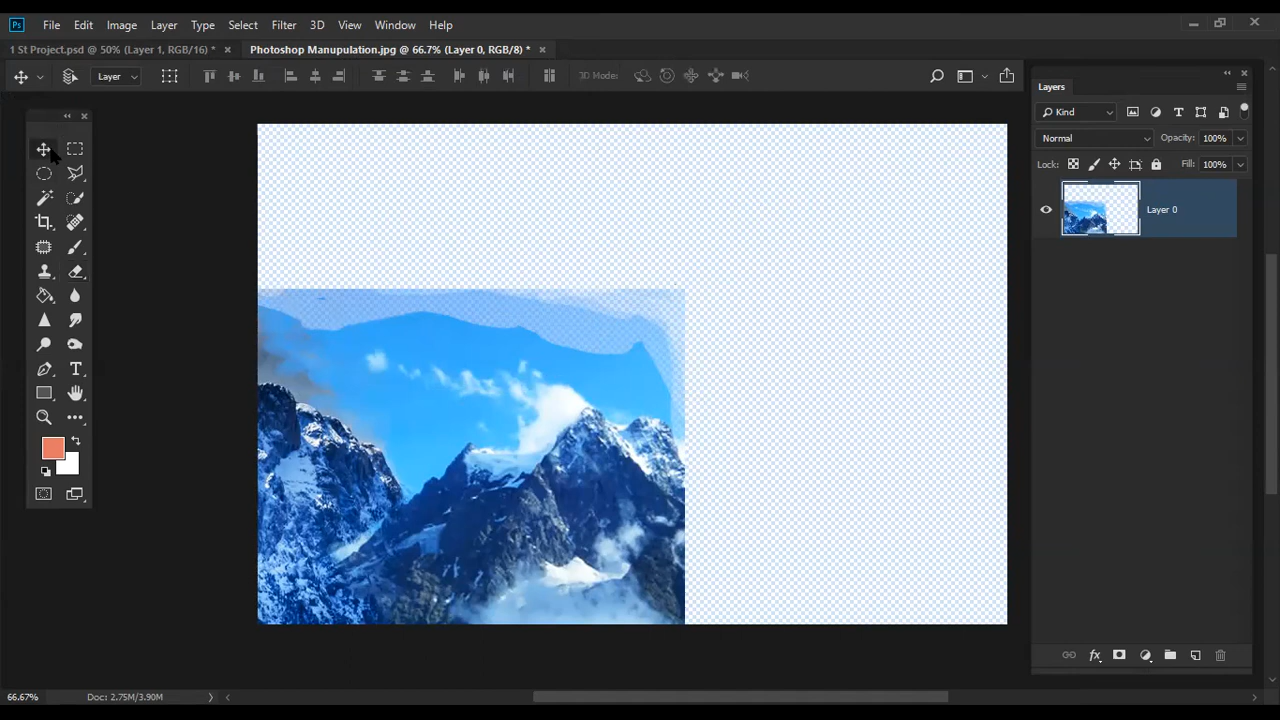 Ps File Edit Image Layer Type Select Filter 3D View Window Help
1 St Project.psd @ 50% (Layer 1, RGB/16) * × Photoshop Manupulation.jpg @ 66.7% (Layer 0, RGB/8) * ×
Layer 3D Mode:
Layers
Kind
Normal Opacity: 100%
Lock: Fill: 100%
Layer 0
T
fx
66.67% Doc: 2.75M/3.90M